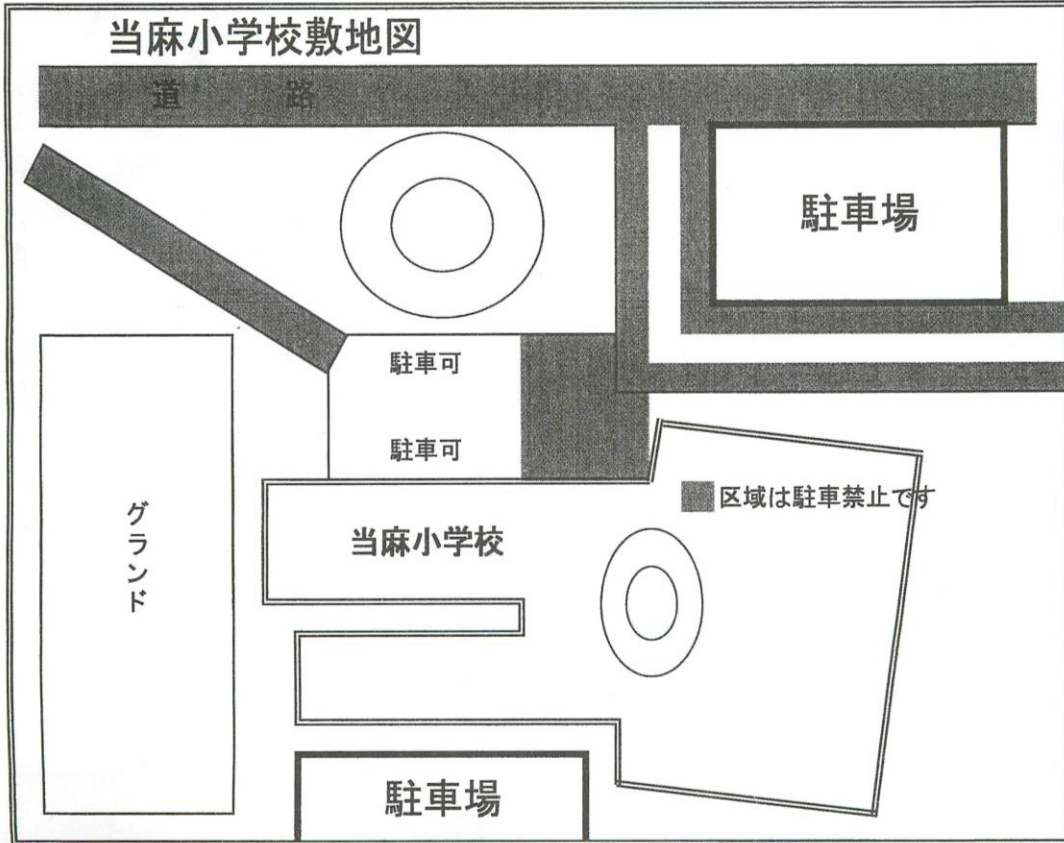 当麻小学校敷地図
道 路
駐車場
駐車可
駐車可
区域は駐車禁止です
グランド
当麻小学校
駐車場